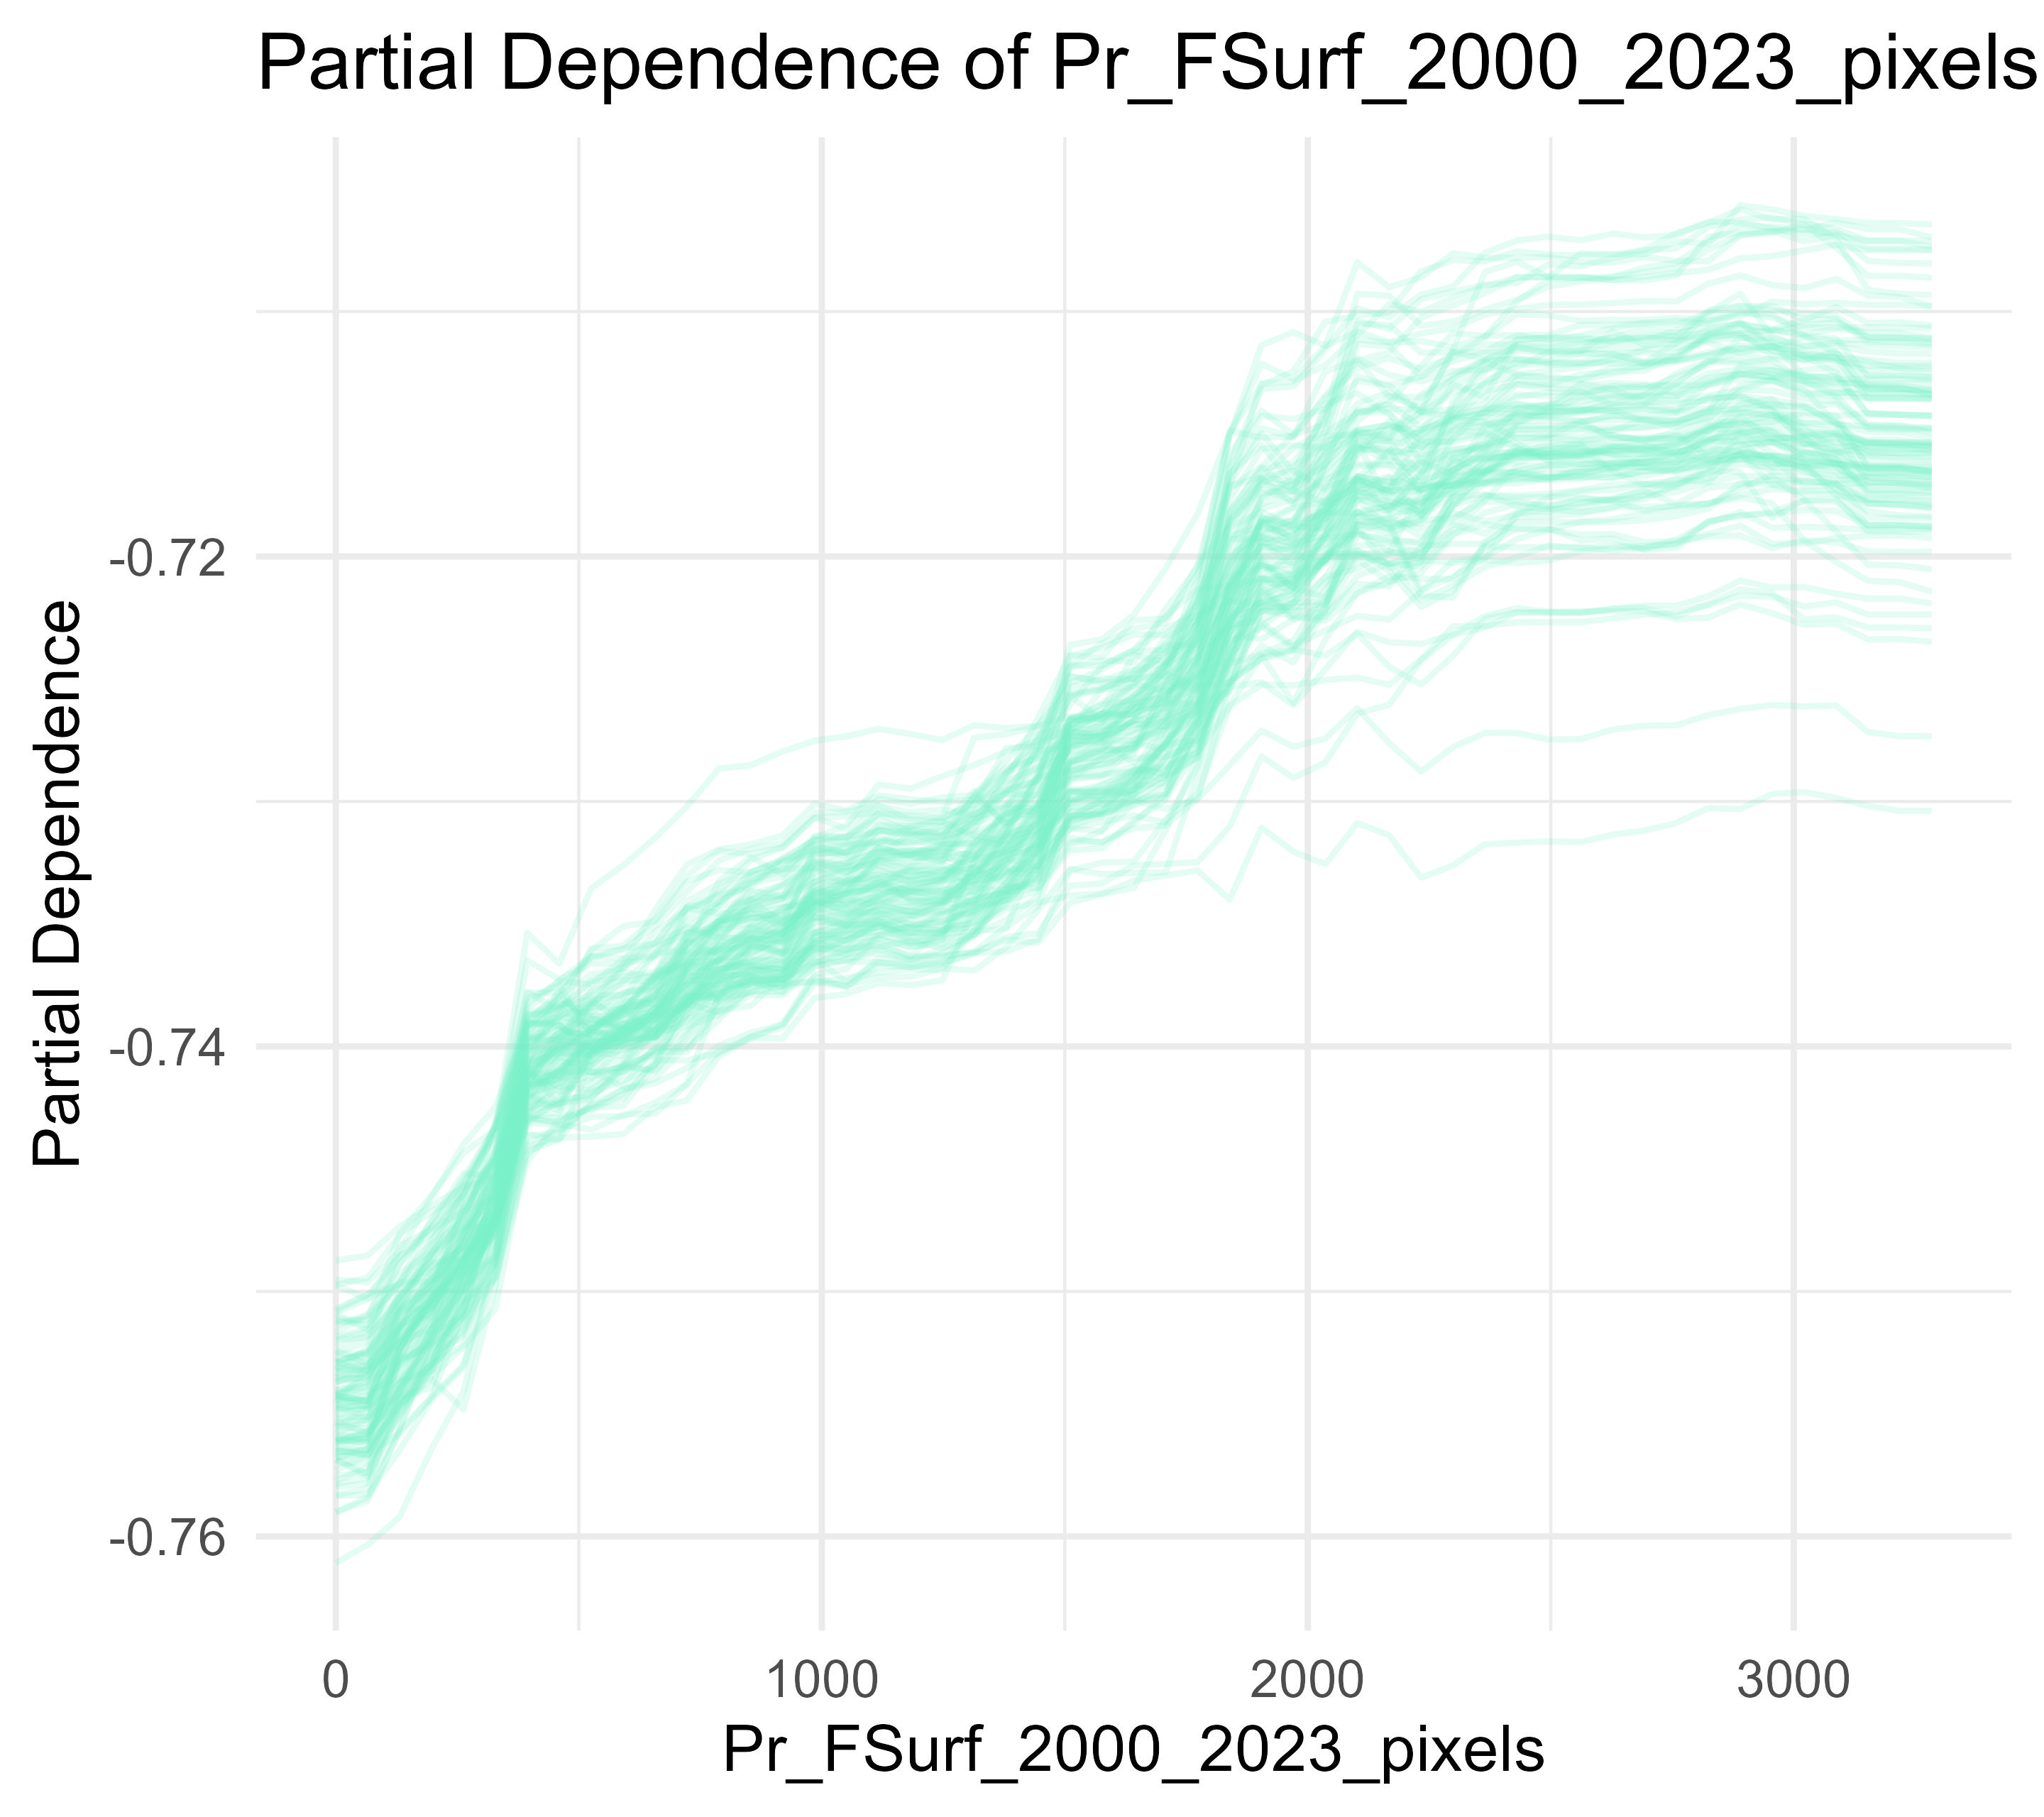 Partial Dependence of Pr_FSurf_2000_2023_pixels
Partial Dependence
-0.72
-0.74
-0.76
0 1000 2000 3000
Pr_FSurf_2000_2023_pixels